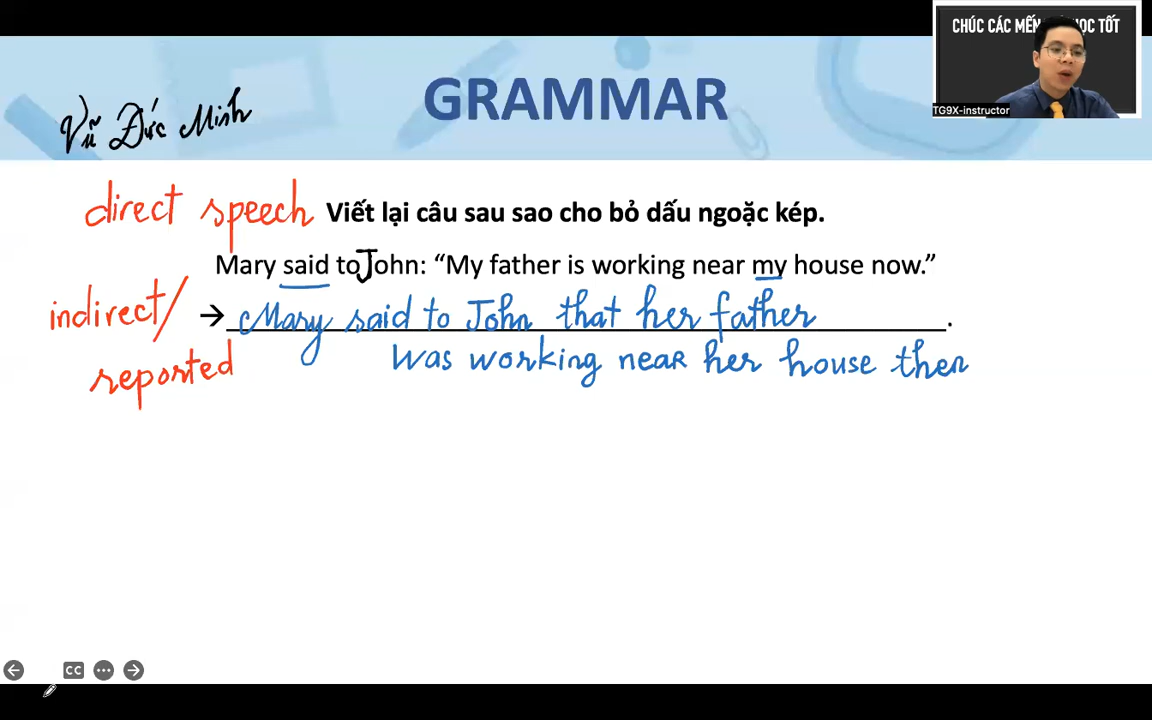 CHÚC CÁC MẾN HỌC TỐT
TG9X-instructor
GRAMMAR
Vũ Đức Minh
direct speech Viết lại câu sau sao cho bỏ dấu ngoặc kép.
Mary said to John: “My father is working near my house now.”
indirect/ → Mary said to John that her father .
reported was working near her house then
CC